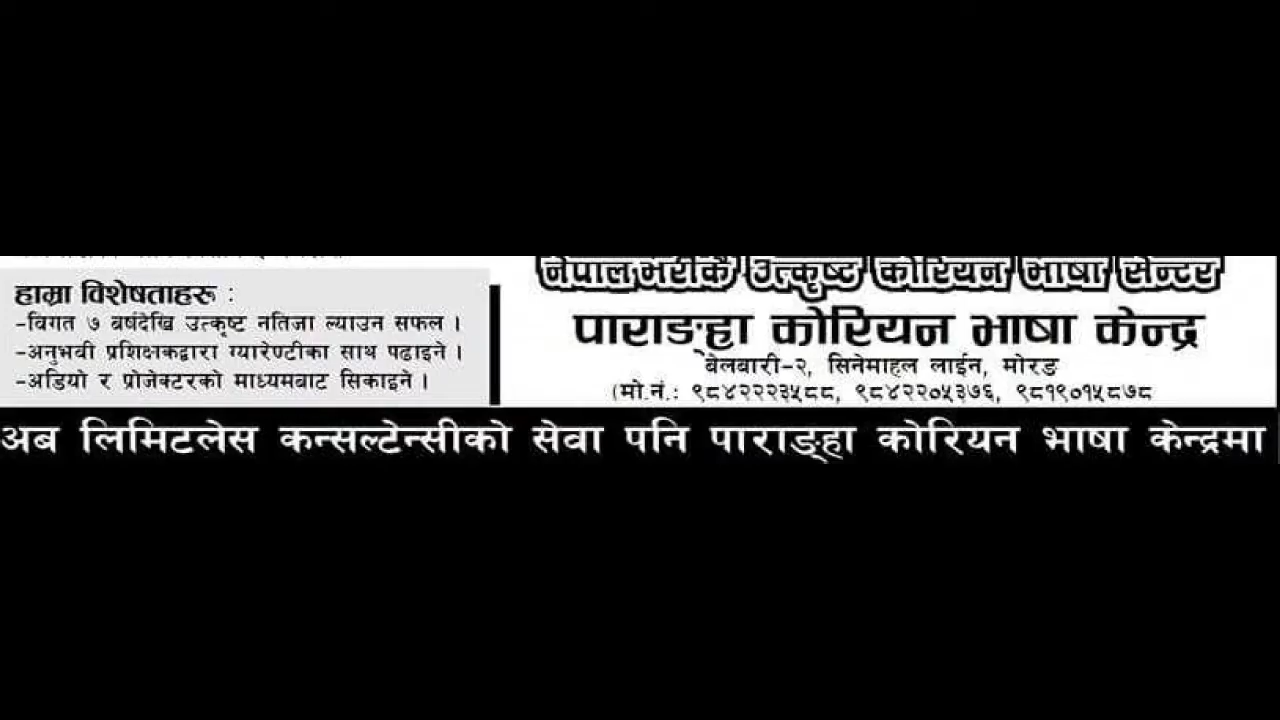 हाम्रा विशेषताहरू :
-विगत ७ बर्षदेखि उत्कृष्ट नतिजा ल्याउन सफल ।
-अनुभवी प्रशिक्षकद्वारा ग्यारेण्टीका साथ पढाइने ।
-अडियो र प्रोजेक्टरको माध्यमबाट सिकाइने ।
नेपालभरीकै उत्कृष्ट कोरियन भाषा सेन्टर
पाराङ्हा कोरियन भाषा केन्द्र
बेलबारी-२, सिनेमाहल लाईन, मोरङ
(मो.नं.: ९८४२२२३५८८, ९८४२२०५३७६, ९८१९०१५८७८
अब लिमिटलेस कन्सल्टेन्सीको सेवा पनि पाराङ्हा कोरियन भाषा केन्द्रमा